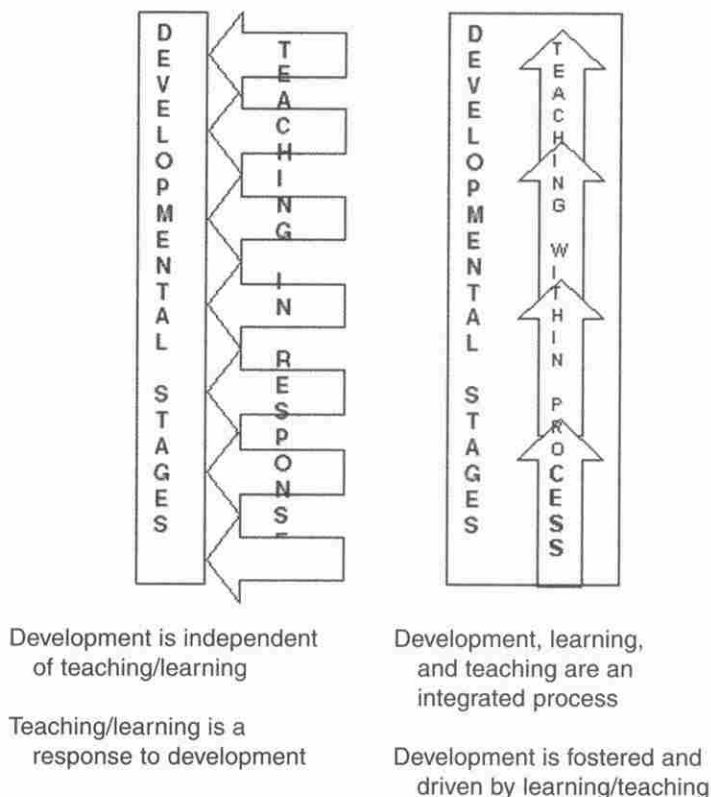 DEVELOPMENTAL STAGES
TEACHING IN RESPONSE
DEVELOPMENTAL STAGES
TEACHING WITHIN PROCESS
Development is independent
of teaching/learning
Teaching/learning is a
response to development
Development, learning,
and teaching are an
integrated process
Development is fostered and
driven by learning/teaching